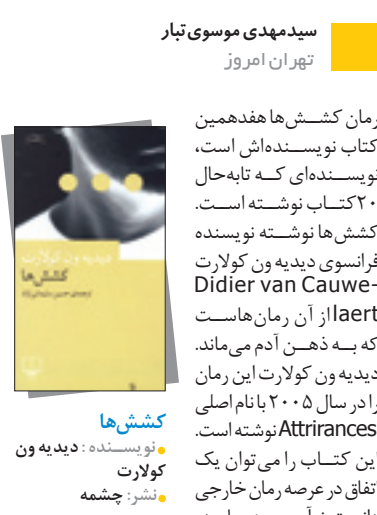 سیدمهدی موسوی تبار
تهران امروز
رمان کشش‌ها هفدهمین
کتاب نویسنده‌اش است،
نویسنده‌ای که تابه‌حال
۲۰کتاب نوشته است.
کشش‌ها نوشته نویسنده
فرانسوی دیدیه ون کولارت
Didier van Cauwe-
laert از آن رمان‌هاست
که به ذهن آدم می‌ماند.
دیدیه ون کولارت این رمان
را در سال ۲۰۰۵ با نام اصلی
Attrirances نوشته است.
این کتاب را می‌توان یک
اتفاق در عرصه رمان خارجی
دیدیه ون کولارت
کشش‌ها
کشش‌ها
نویسنده: دیدیه ون
کولارت
نشر: چشمه